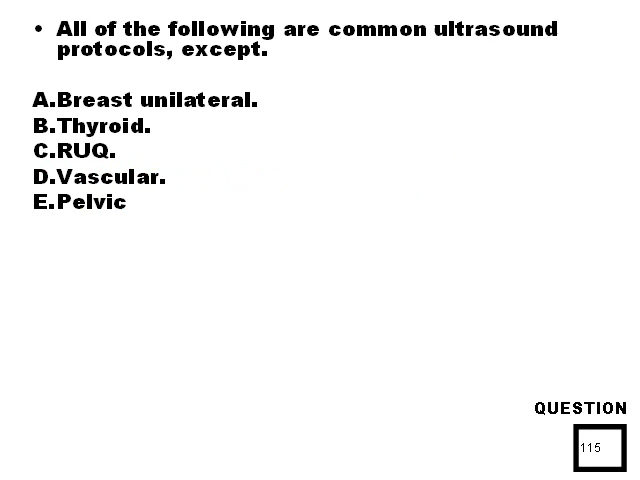 • All of the following are common ultrasound
protocols, except.
A.Breast unilateral.
B.Thyroid.
C.RUQ.
D.Vascular.
E.Pelvic
QUESTION
115